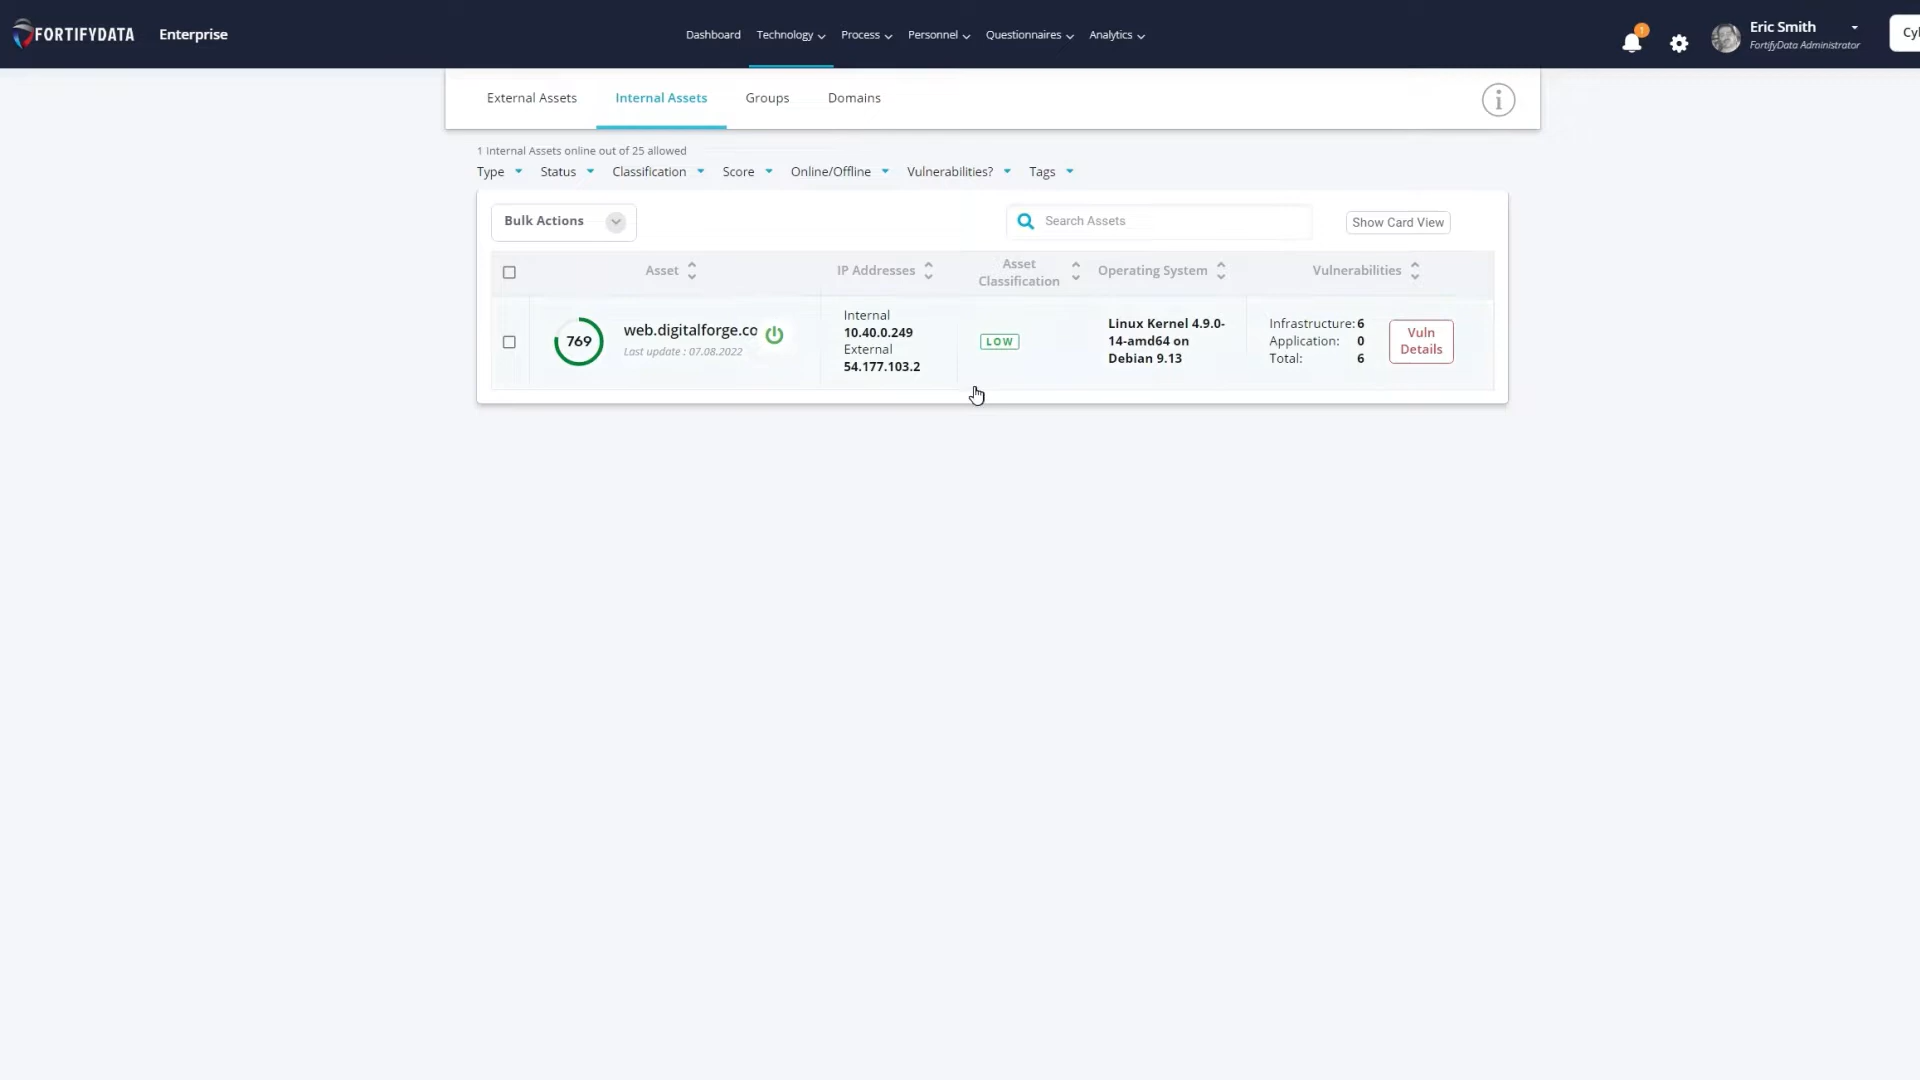 FORTIFYDATA Enterprise Dashboard Technology Process Personnel Questionnaires Analytics 1 Eric Smith
FortifyData Administrator
External Assets Internal Assets Groups Domains
1 Internal Assets online out of 25 allowed
Type Status Classification Score Online/Offline Vulnerabilities? Tags
Bulk Actions Search Assets Show Card View
Asset IP Addresses Asset Classification Operating System Vulnerabilities
769
web.digitalforge.co
Last update : 07.08.2022
Internal
10.40.0.249
External
54.177.103.2
LOW
Linux Kernel 4.9.0-
14-amd64 on
Debian 9.13
Infrastructure: 6
Application: 0
Total: 6
Vuln
Details